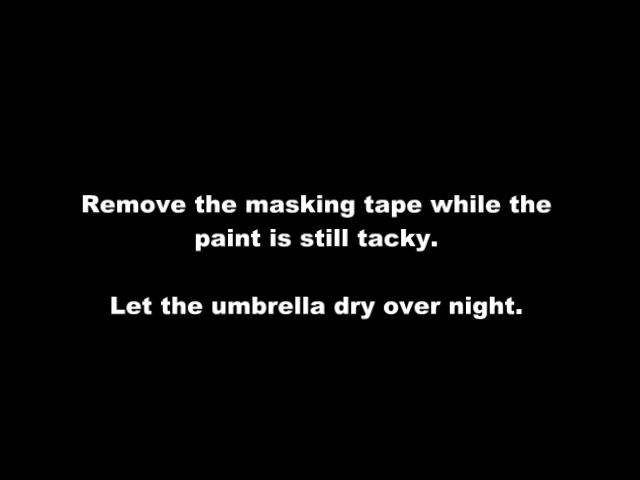 Remove the masking tape while the
paint is still tacky.
Let the umbrella dry over night.